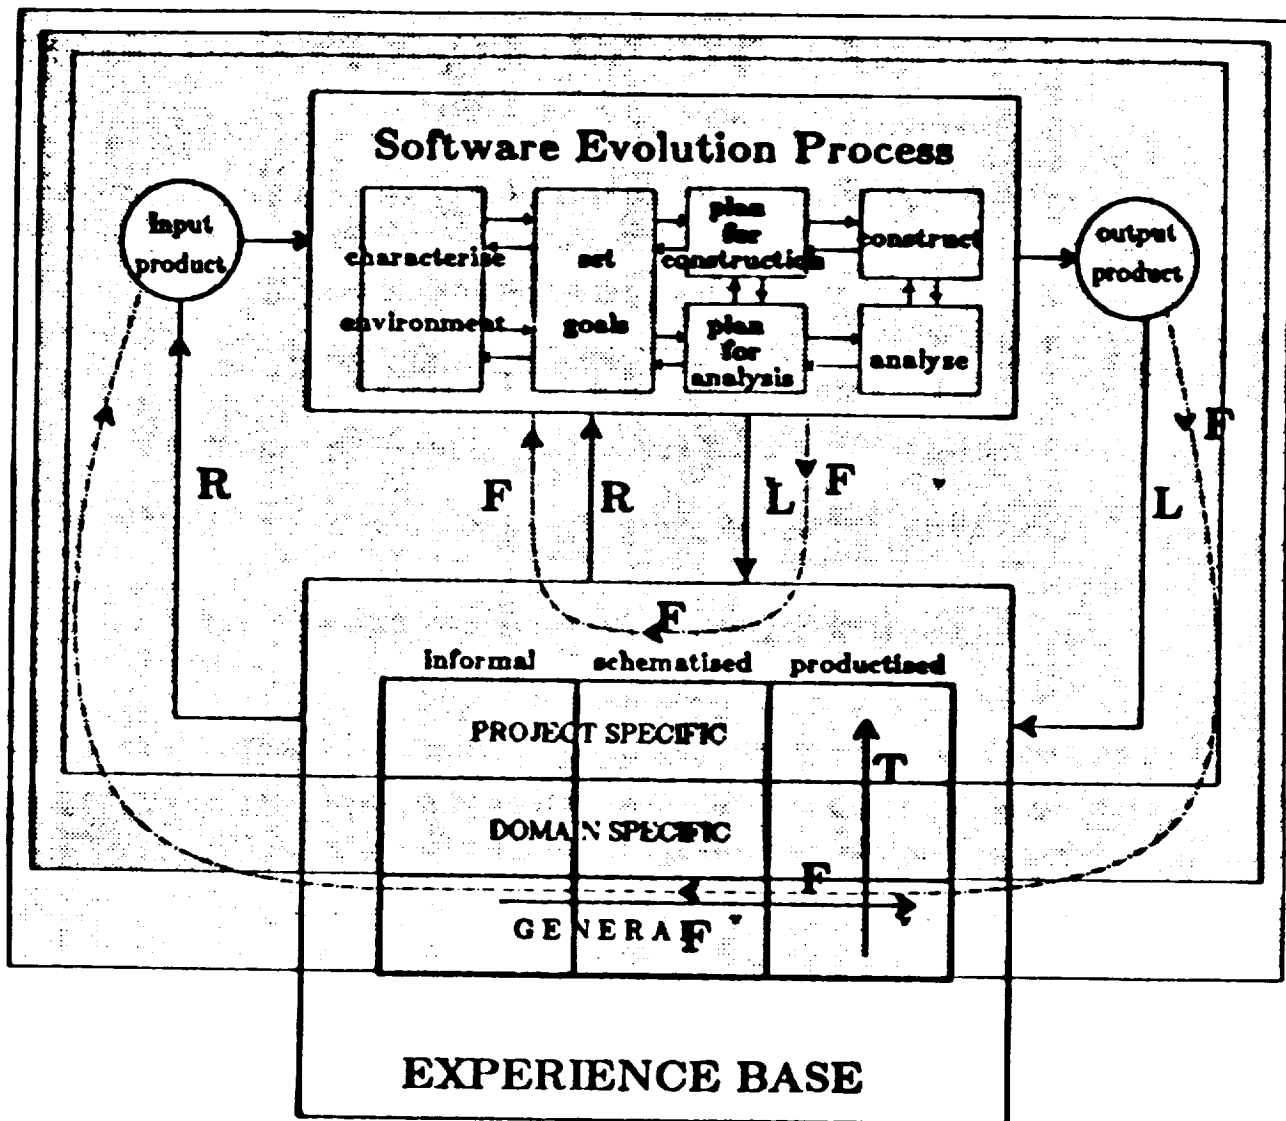 Software Evolution Process
Input
product
characterise
environment
set
goals
plan
for
construction
plan
for
analysis
construct
analyse
output
product
R
F
R
L
F
F
L
F
Informal schematised productised
PROJECT SPECIFIC
T
DOMAIN SPECIFIC
F
GENERAL
F
EXPERIENCE BASE